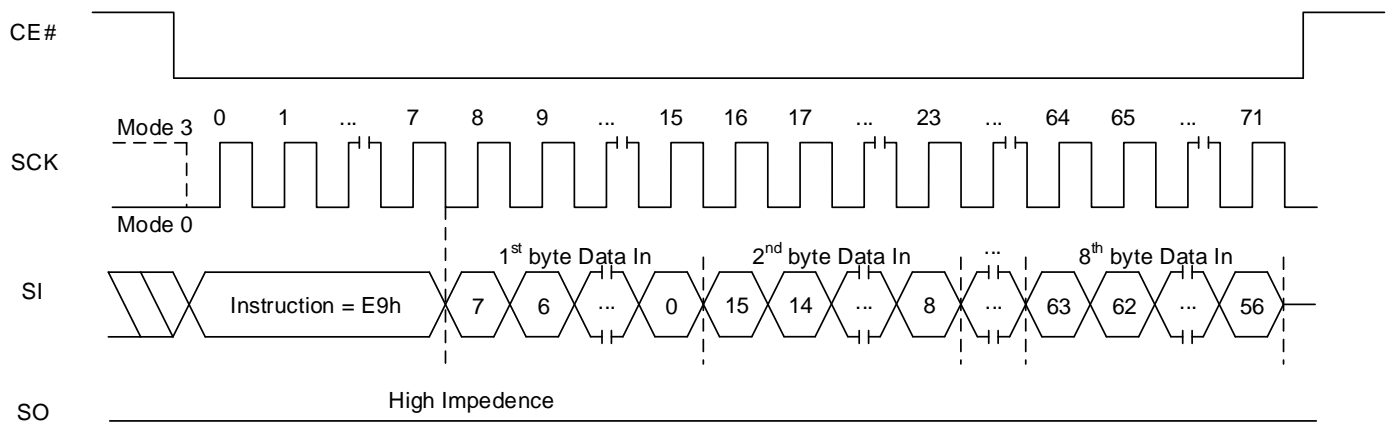 CE#
0 1 ... 7 8 9 ... 15 16 17 ... 23 ... 64 65 ... 71
Mode 3
SCK
Mode 0
1st byte Data In 2nd byte Data In ... 8th byte Data In
SI
Instruction = E9h 7 6 ... 0 15 14 ... 8 ... 63 62 ... 56
High Impedence
SO